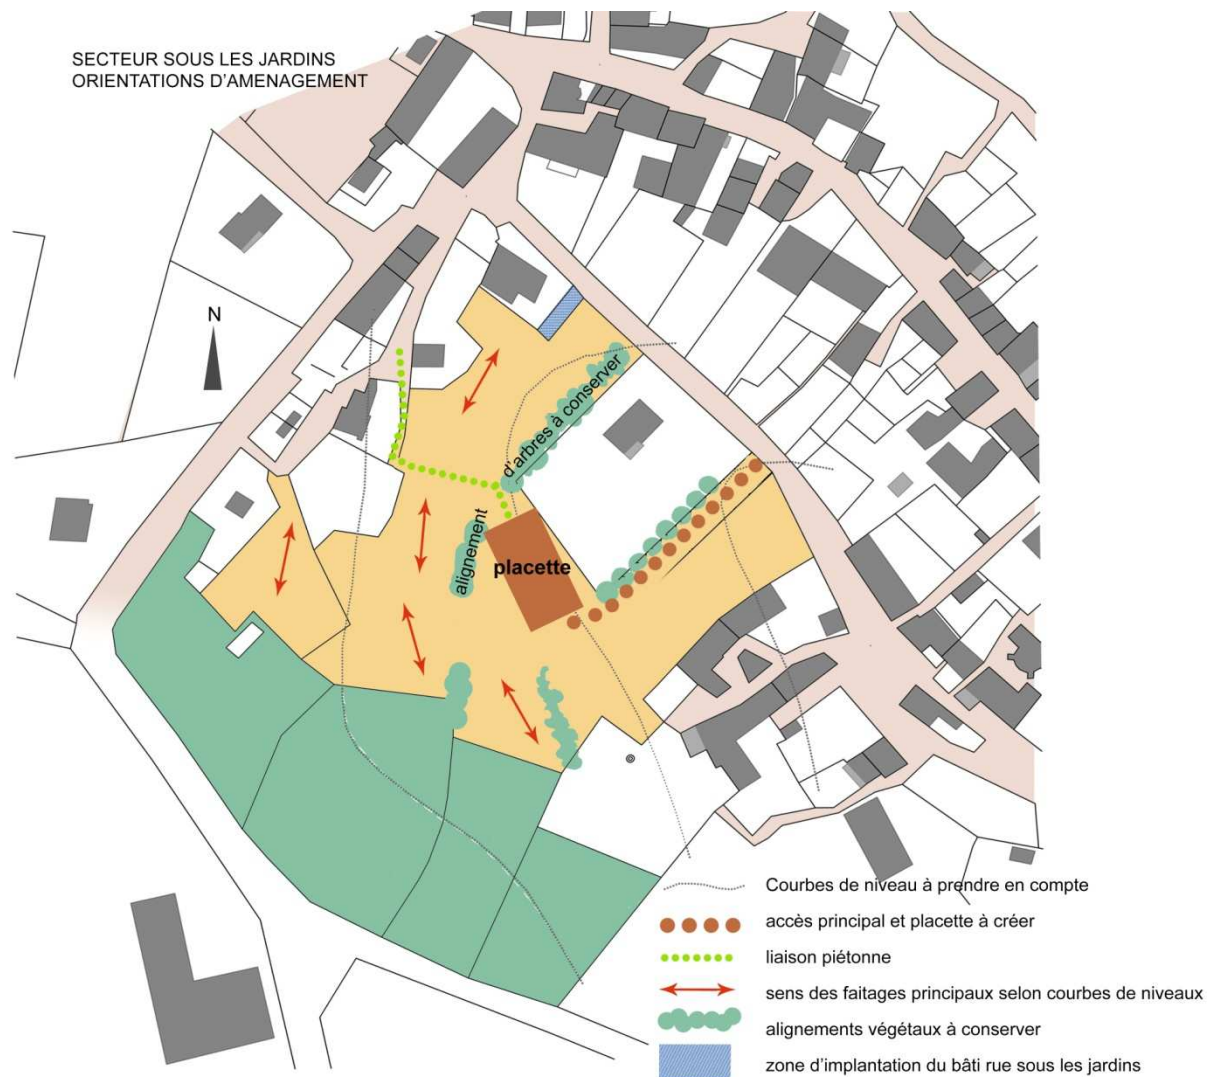 SECTEUR SOUS LES JARDINS
ORIENTATIONS D'AMENAGEMENT
N
d'arbres à conserver
alignement
placette
Courbes de niveau à prendre en compte
accès principal et placette à créer
liaison piétonne
sens des faitages principaux selon courbes de niveaux
alignements végétaux à conserver
zone d'implantation du bâti rue sous les jardins